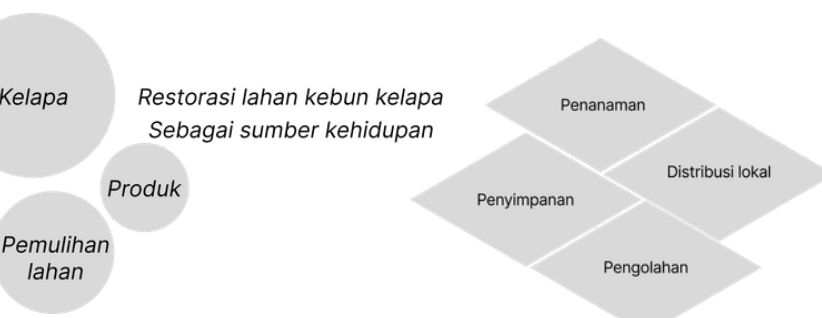 Kelapa
Restorasi lahan kebun kelapa
Sebagai sumber kehidupan
Produk
Pemulihan
lahan
Penanaman
Distribusi lokal
Penyimpanan
Pengolahan